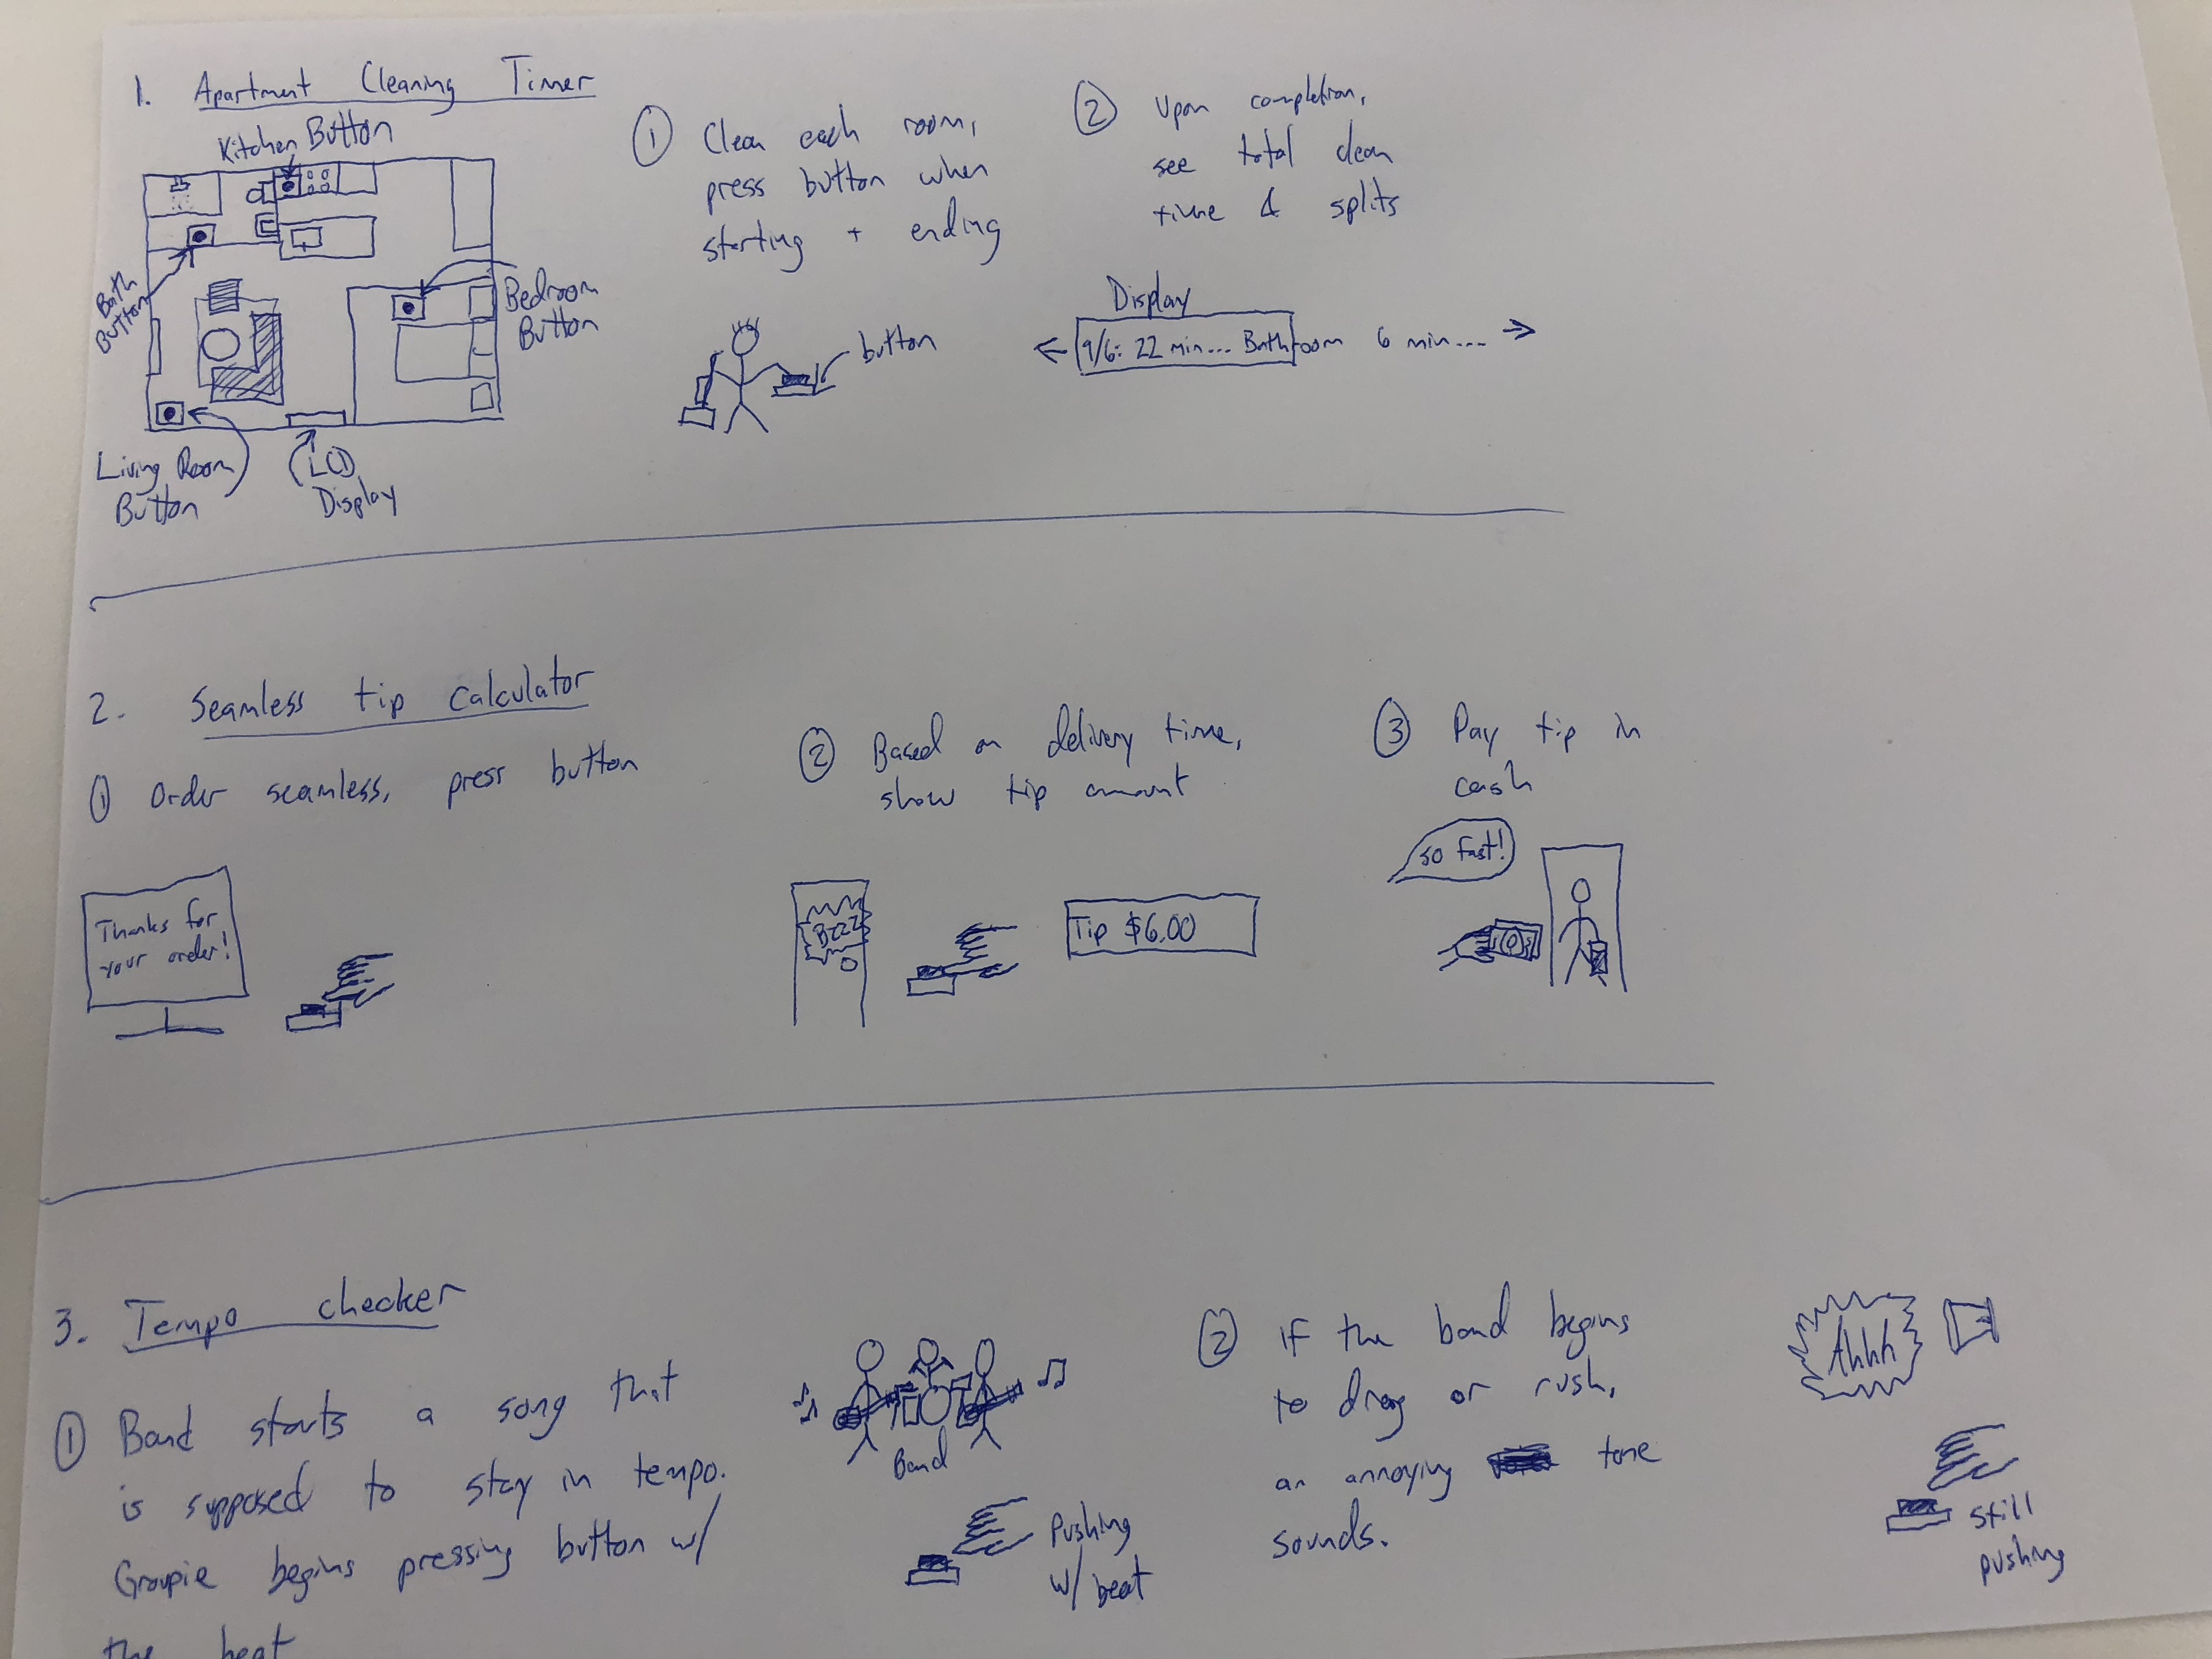 1. Apartment Cleaning Timer
Kitchen Button
Bath Button
Living Room Button
LCD Display
Bedroom Button
① Clean each room,
press button when
starting + ending
button
② Upon completion,
see total clean
time & splits
Display
← 9/6: 22 min... Bathroom 6 min... →
2. Seamless tip calculator
① Order seamless, press button
Thanks for
your order!
② Based on delivery time,
show tip amount
Bzzz
Tip $6.00
③ Pay tip in
cash
so fast!
3. Tempo checker
① Band starts a song that
is supposed to stay in tempo.
Groupie begins pressing button w/
the beat
Band
Pushing
w/ beat
② If the band begins
to drag or rush,
an annoying tone
sounds.
Ahhh
still
pushing